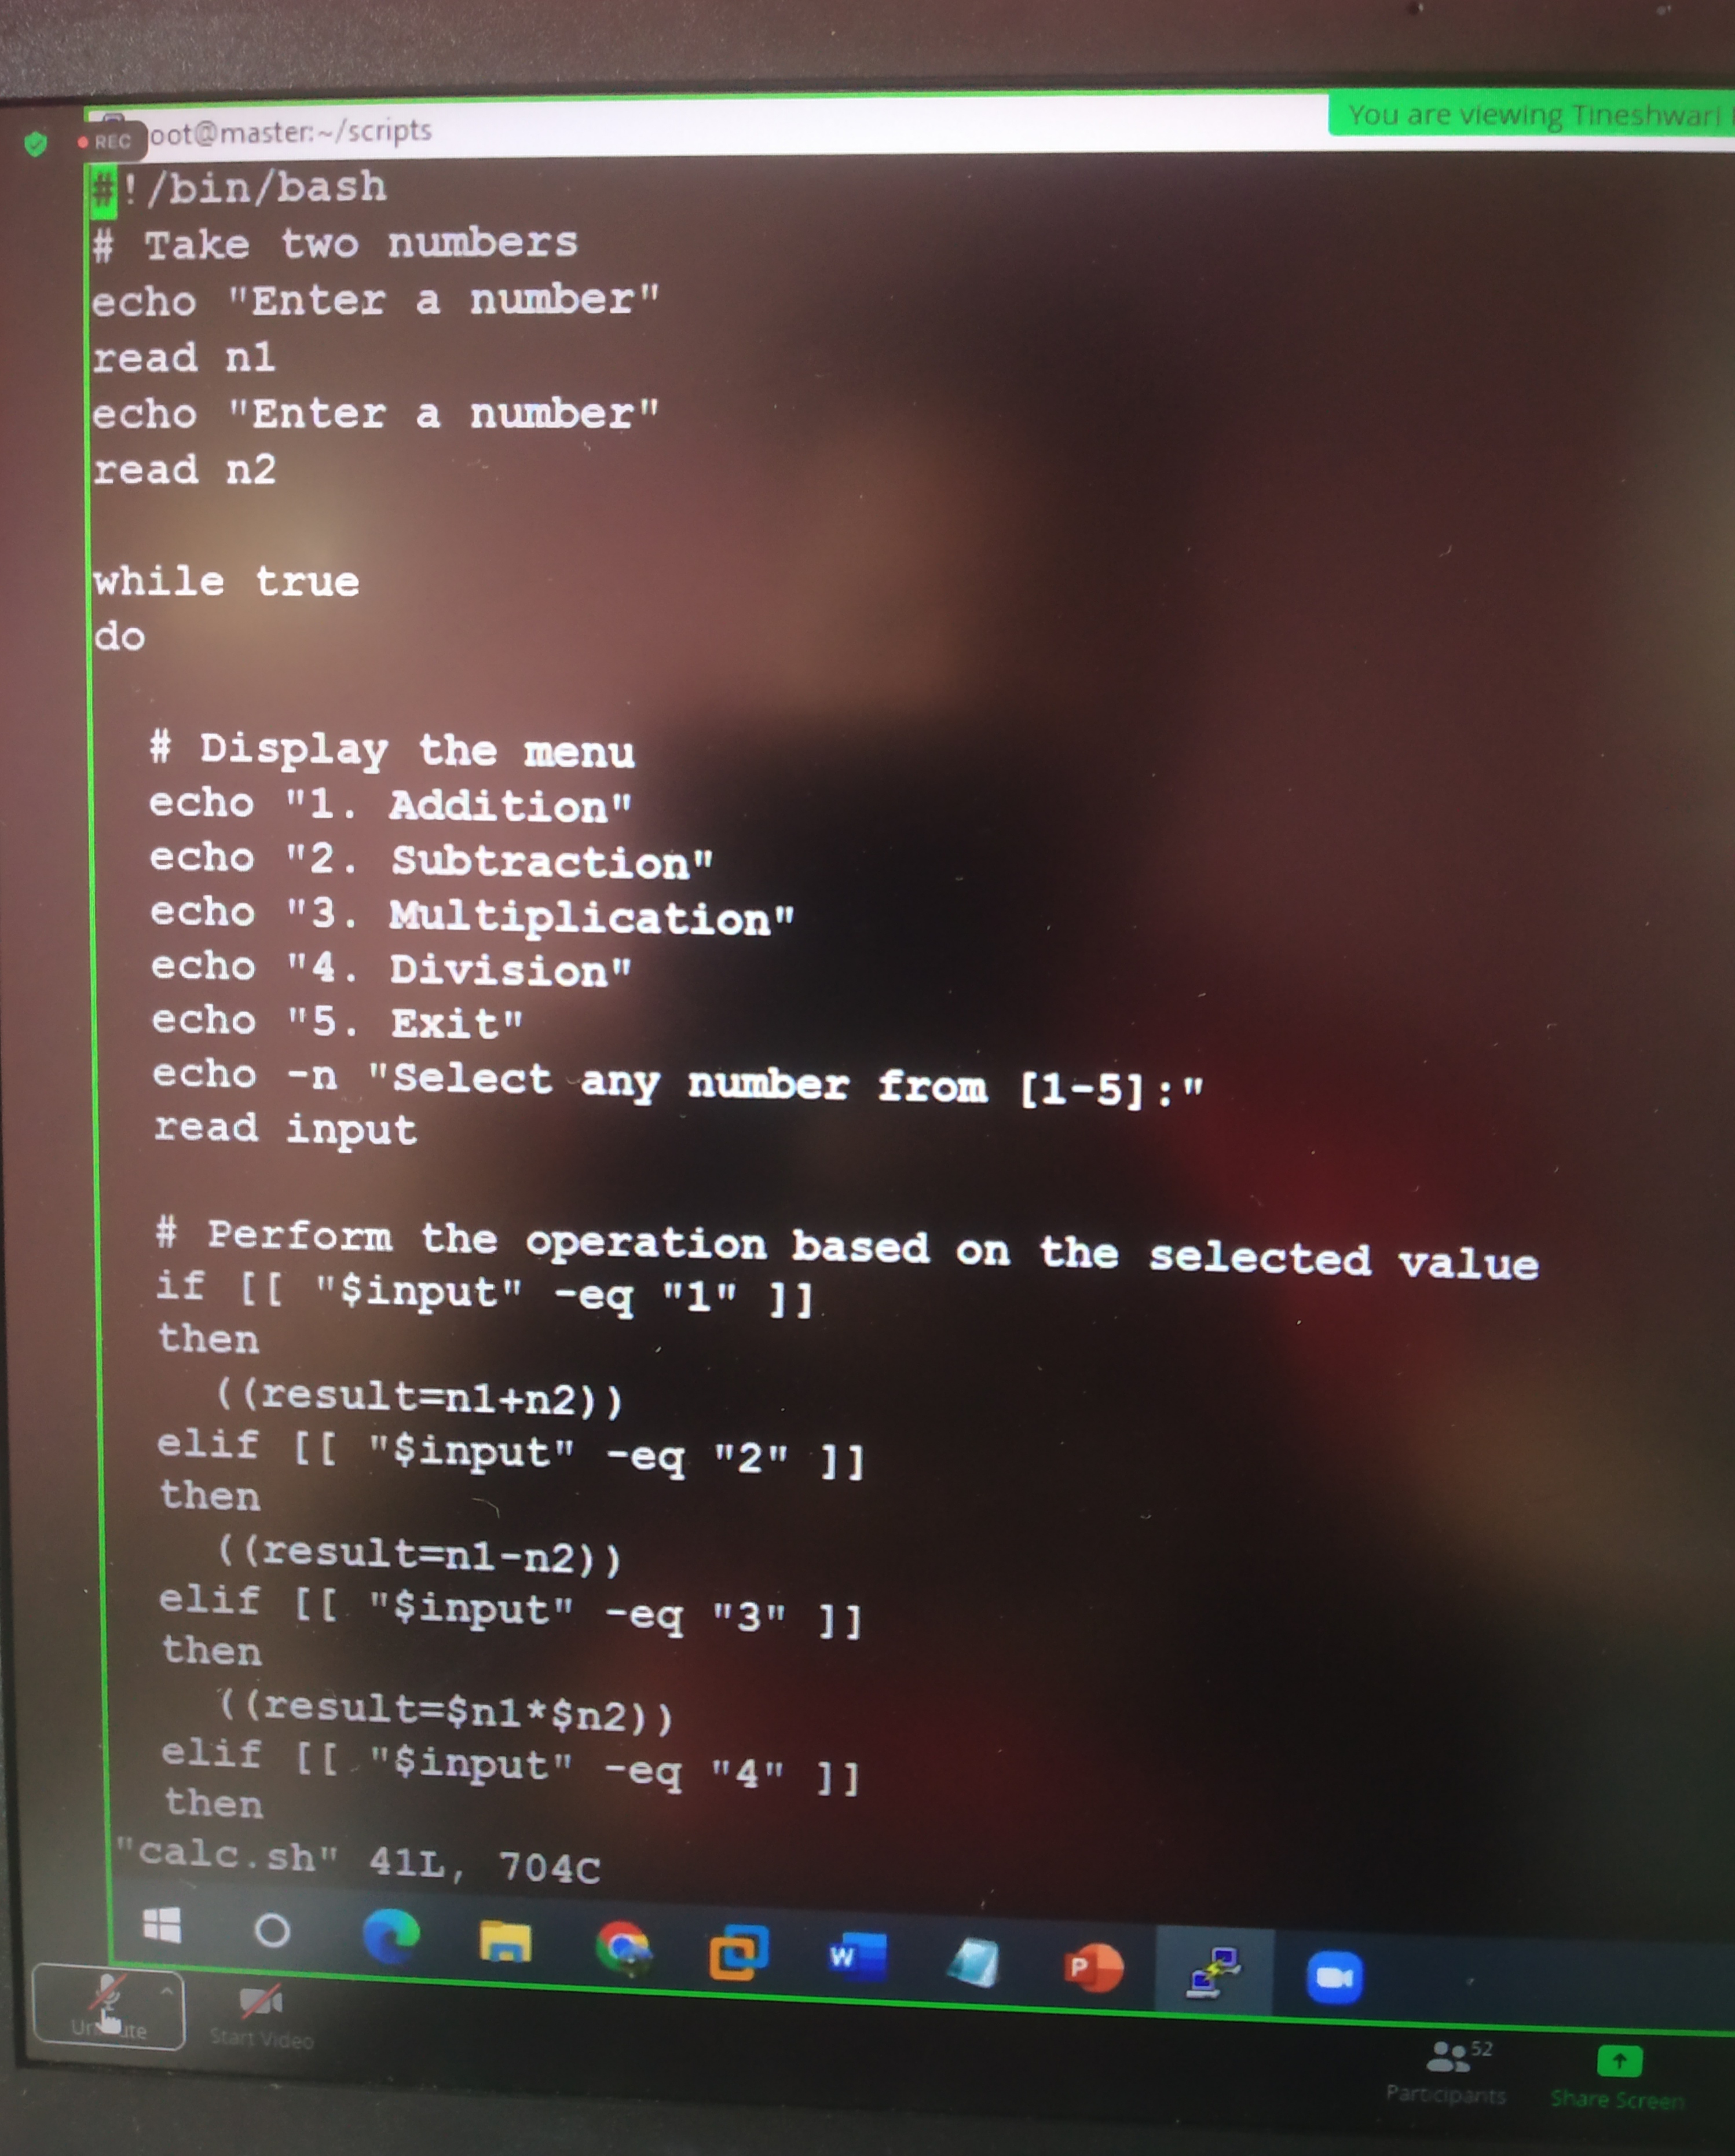 REC
oot@master:~/scripts
You are viewing Tineshwari
#!/bin/bash
# Take two numbers
echo "Enter a number"
read n1
echo "Enter a number"
read n2
while true
do
# Display the menu
echo "1. Addition"
echo "2. Subtraction"
echo "3. Multiplication"
echo "4. Division"
echo "5. Exit"
echo -n "Select any number from [1-5]:"
read input
# Perform the operation based on the selected value
if [[ "$input" -eq "1" ]]
then
((result=n1+n2))
elif [[ "$input" -eq "2" ]]
then
((result=n1-n2))
elif [[ "$input" -eq "3" ]]
then
((result=$n1*$n2))
elif [[ "$input" -eq "4" ]]
then
"calc.sh" 41L, 704C
W
P
Start Video
52
Participants
Share Screen